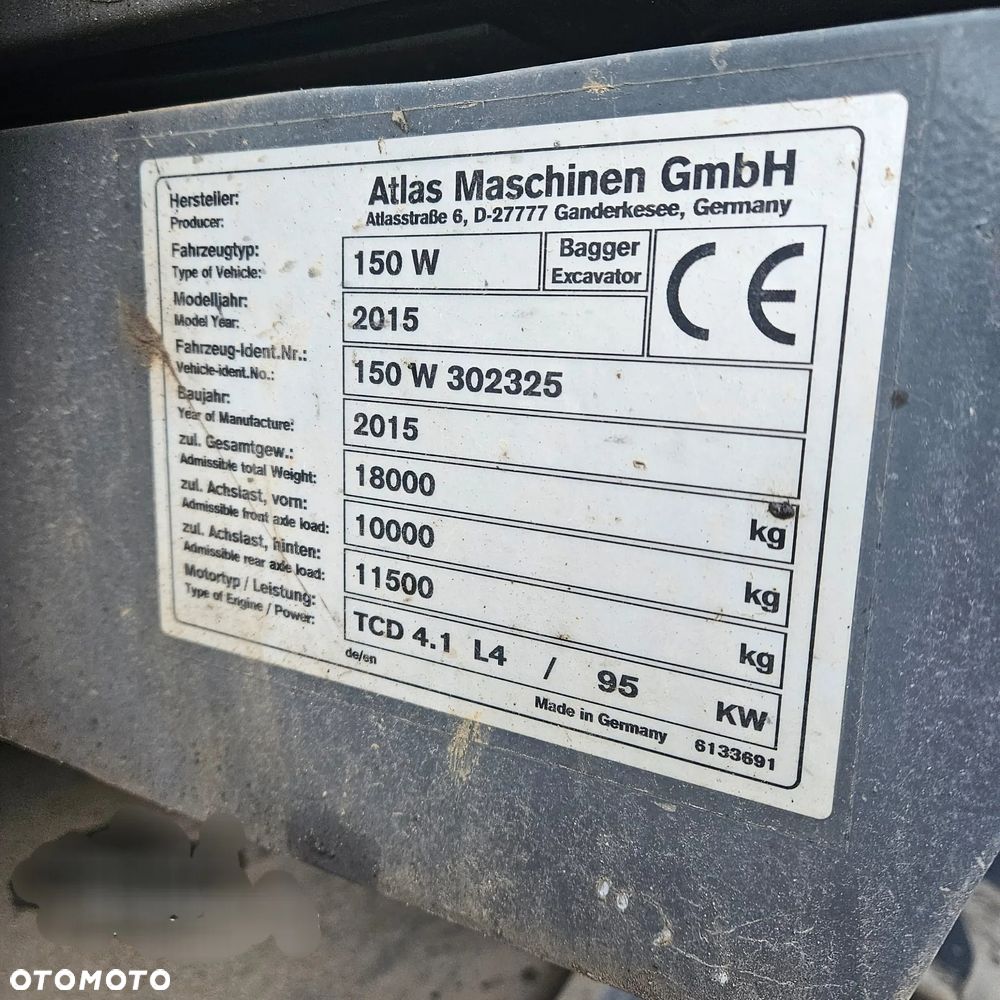 Hersteller:
Producer:
Atlas Maschinen GmbH
Atlasstraße 6, D-27777 Ganderkesee, Germany
Fahrzeugtyp:
Type of Vehicle:
150 W
Bagger
Excavator
CE
Modelljahr:
Model Year:
2015
Fahrzeug-Ident.Nr.:
Vehicle-ident.No.:
150 W 302325
Baujahr:
Year of Manufacture:
2015
zul. Gesamtgew.:
Admissible total Weight:
18000 kg
zul. Achslast, vorn:
Admissible front axle load:
10000 kg
zul. Achslast, hinten:
Admissible rear axle load:
11500 kg
Motortyp / Leistung:
Type of Engine / Power:
TCD 4.1 L4 / 95 KW
de/en
Made in Germany
6133691
OTOMOTO